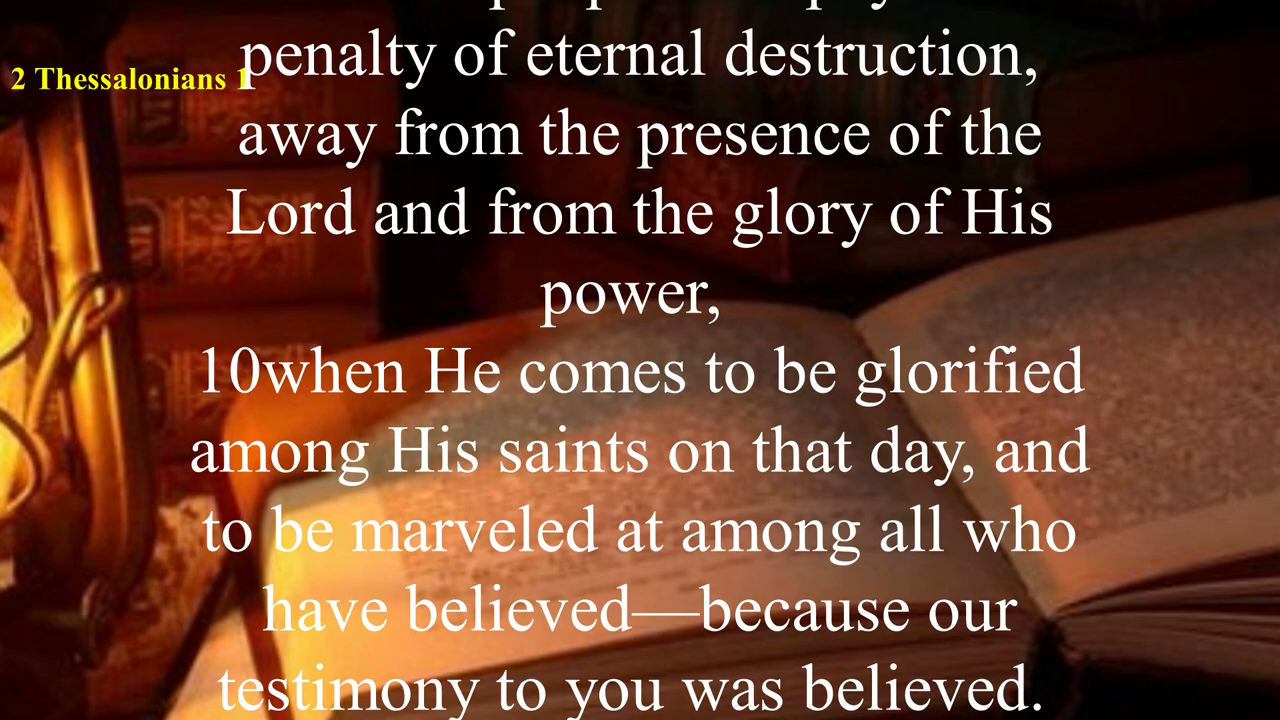 2 Thessalonians 1
penalty of eternal destruction,
away from the presence of the
Lord and from the glory of His
power,
10when He comes to be glorified
among His saints on that day, and
to be marveled at among all who
have believed—because our
testimony to you was believed.